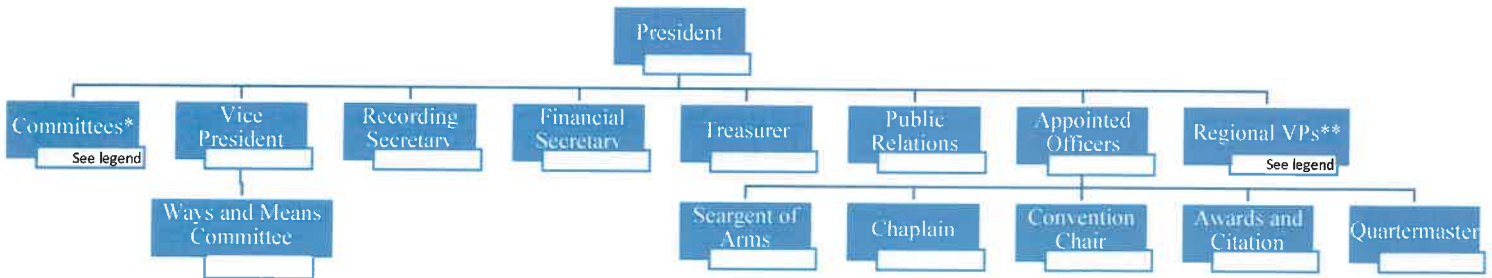 President
Committees*
See legend
Vice
President
Recording
Secretary
Financial
Secretary
Treasurer
Public
Relations
Appointed
Officers
Regional VPs**
See legend
Ways and Means
Committee
Seargent of
Arms
Chaplain
Convention
Chair
Awards and
Citation
Quartermaster